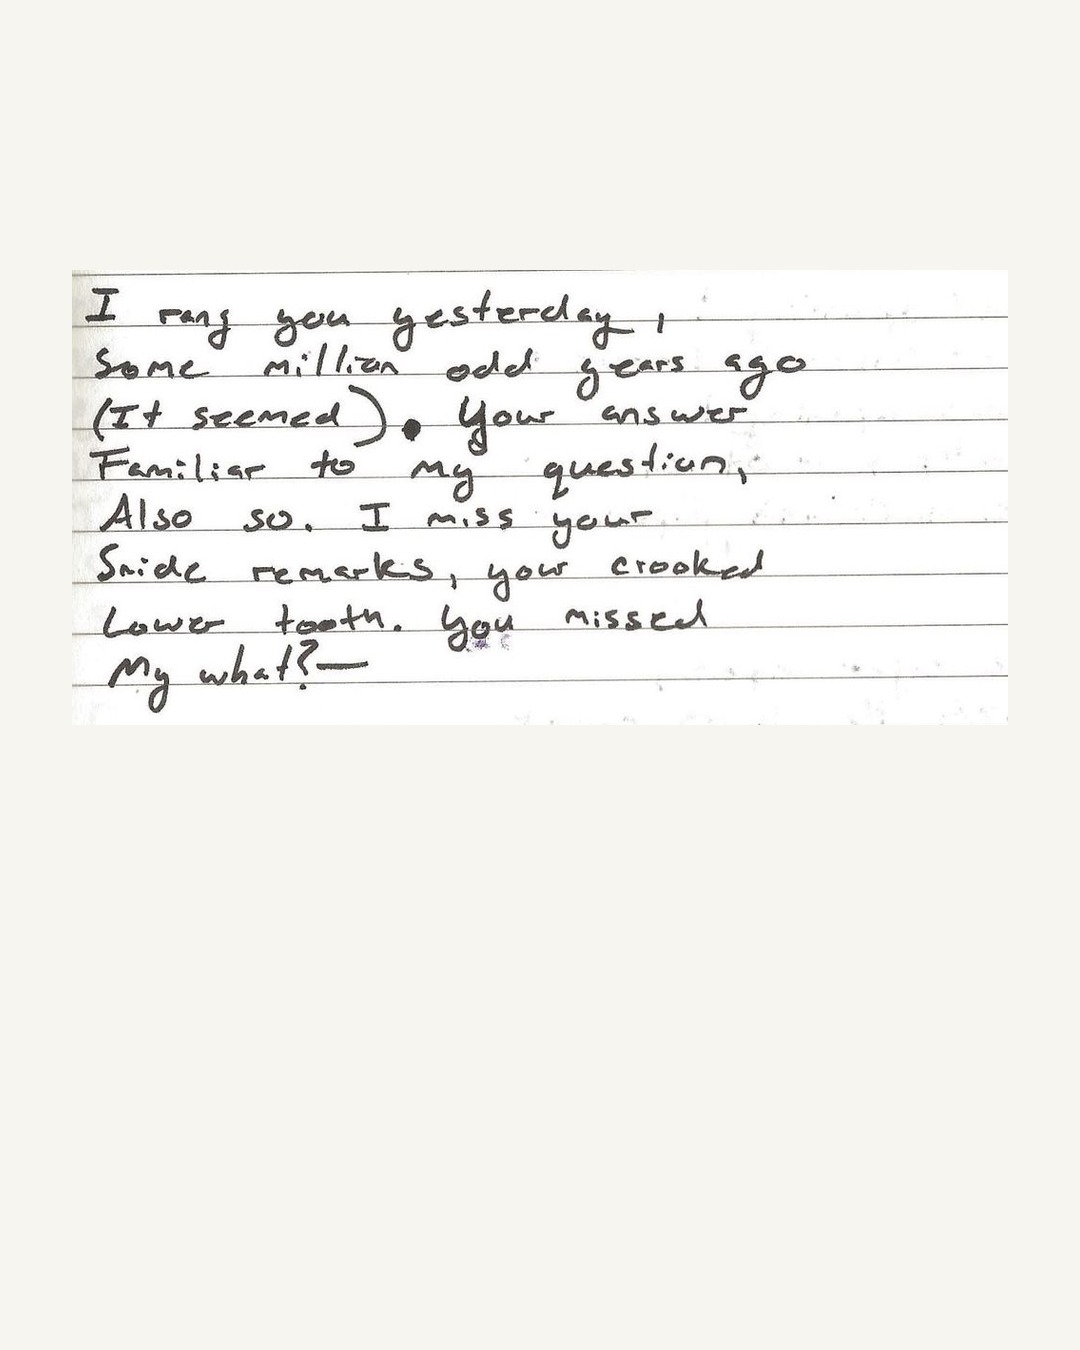 I rang you yesterday,
Some million odd years ago
(It seemed). Your answer
Familiar to my question,
Also so. I miss your
Snide remarks, your crooked
Lower tooth. You missed
My what?—